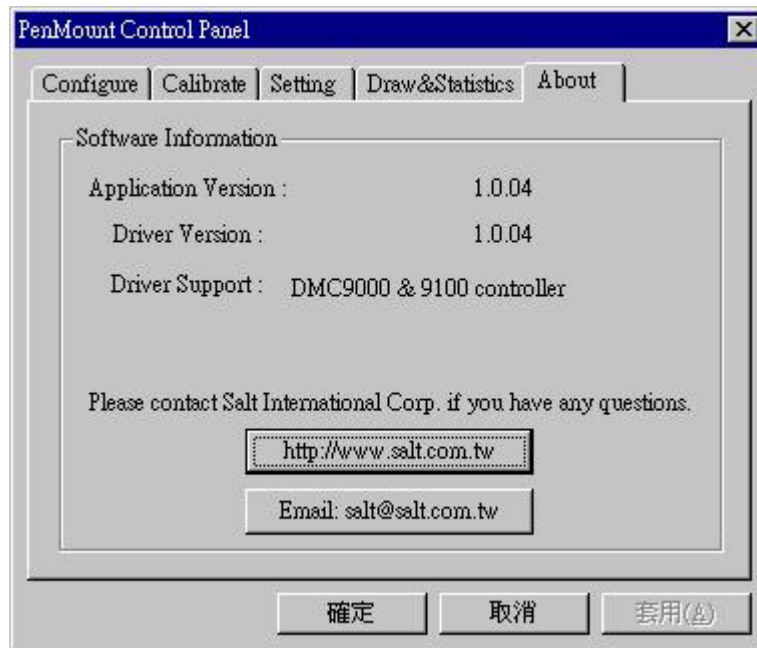 PenMount Control Panel
Configure Calibrate Setting Draw&Statistics About
Software Information
Application Version : 1.0.04
Driver Version : 1.0.04
Driver Support : DMC9000 & 9100 controller
Please contact Salt International Corp. if you have any questions.
http://www.salt.com.tw
Email: salt@salt.com.tw
確定 取消 套用(A)